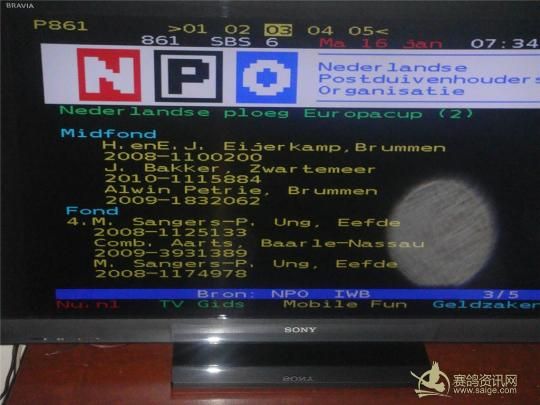 BRAVIA
P861 >01 02 03 04 05<
861 SBS 6 Ma 16 jan 07:34
NPO
Nederlandse
Postduivenhouders
Organisatie
Nederlandse ploeg Europacup (2)
Midfond
H.enE.J. Eijerkamp,Brummen
2008-1100200
J. Bakker, Zwartemeer
2010-1115884
Alwin Petrie, Brummen
2009-1832062
Fond
4.M. Sangers-P. Ung, Eefde
2008-1125133
Comb. Aarts, Baarle-Nassau
2009-3931389
M. Sangers-P. Ung, Eefde
2008-1174978
Bron: NPO IWB 3/5
Nu.nl TV Gids Mobile Fun Geldzaken
SONY
赛鸽资讯网
www.saige.com